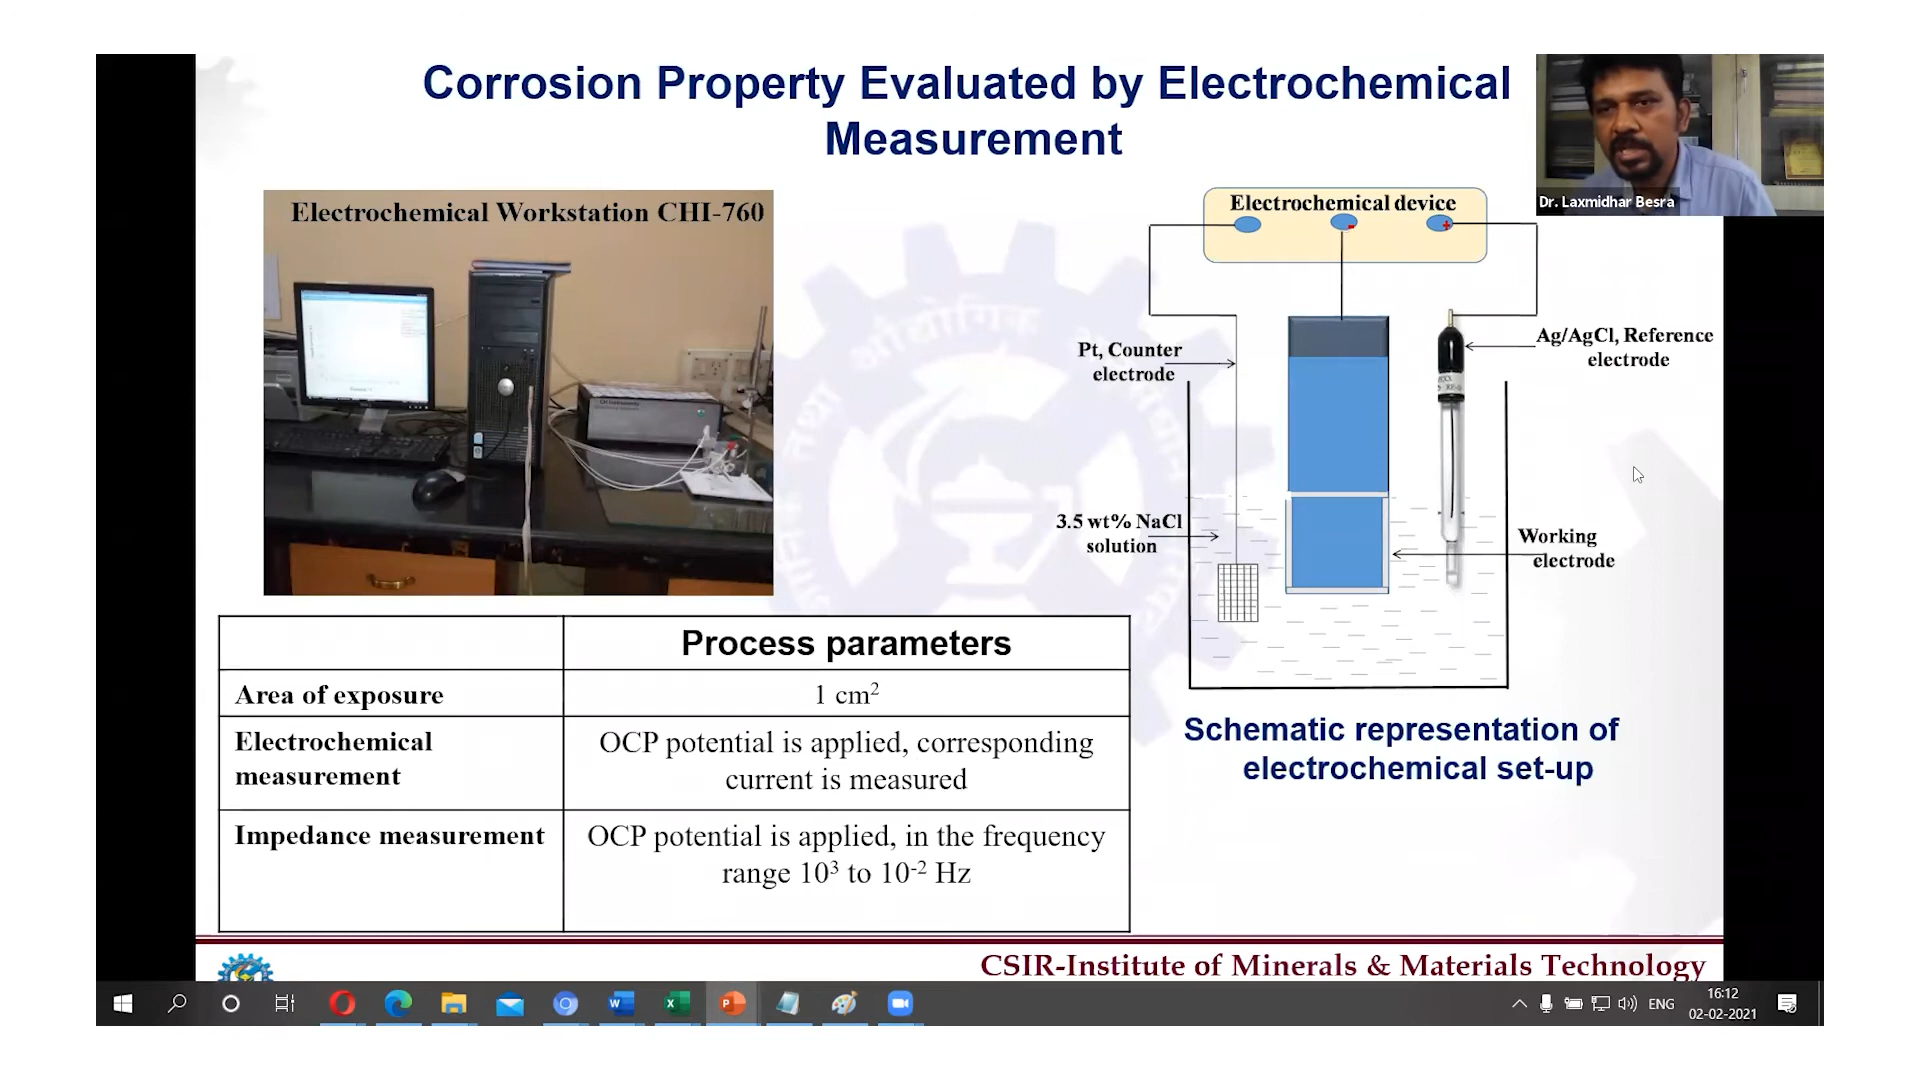 Corrosion Property Evaluated by Electrochemical
Measurement
Dr. Laxmidhar Besra
Electrochemical Workstation CHI-760
Electrochemical device
Pt, Counter
electrode
Ag/AgCl, Reference
electrode
3.5 wt% NaCl
solution
Working
electrode
Schematic representation of
electrochemical set-up
Process parameters
Area of exposure
1 cm²
Electrochemical
measurement
OCP potential is applied, corresponding
current is measured
Impedance measurement
OCP potential is applied, in the frequency
range 10³ to 10⁻² Hz
CSIR-Institute of Minerals & Materials Technology
ENG
16:12
02-02-2021